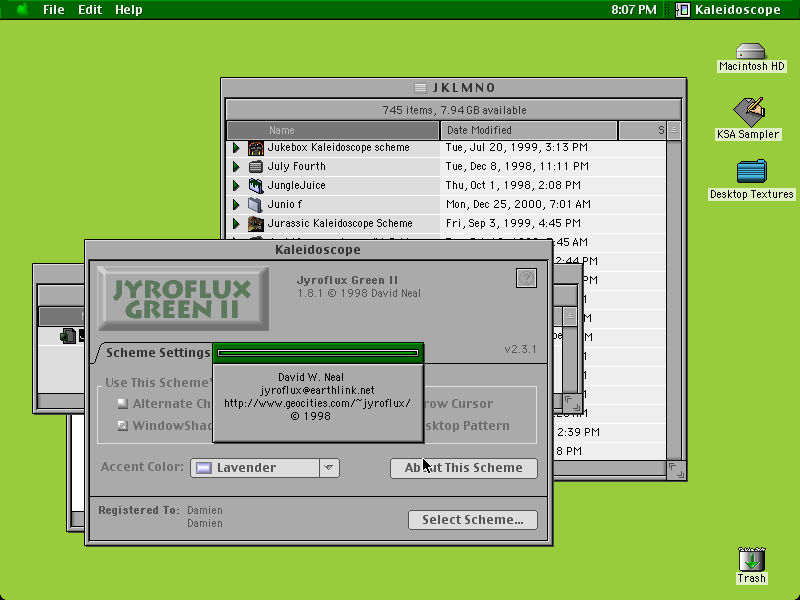 File Edit Help
8:07 PM Kaleidoscope
Macintosh HD
KSA Sampler
Desktop Textures
Trash
JKLMNO
745 items, 7.94 GB available
Name Date Modified S
Jukebox Kaleidoscope scheme Tue, Jul 20, 1999, 3:13 PM
July Fourth Tue, Dec 8, 1998, 11:11 PM
JungleJuice Thu, Oct 1, 1998, 2:08 PM
Junio f Mon, Dec 25, 2000, 7:01 AM
Jurassic Kaleidoscope Scheme Fri, Sep 3, 1999, 4:45 PM
:45 AM
2:44 PM
PM
2:39 PM
8 PM
Kaleidoscope
JYROFLUX
GREEN II
Jyroflux Green II
1.8.1 © 1998 David Neal
?
Scheme Settings
v2.3.1
David W. Neal
jyroflux@earthlink.net
http://www.geocities.com/~jyroflux/
© 1998
Use This Scheme'
Alternate Ch
row Cursor
WindowShad
sktop Pattern
Accent Color: Lavender
About This Scheme
Registered To: Damien
Damien
Select Scheme...